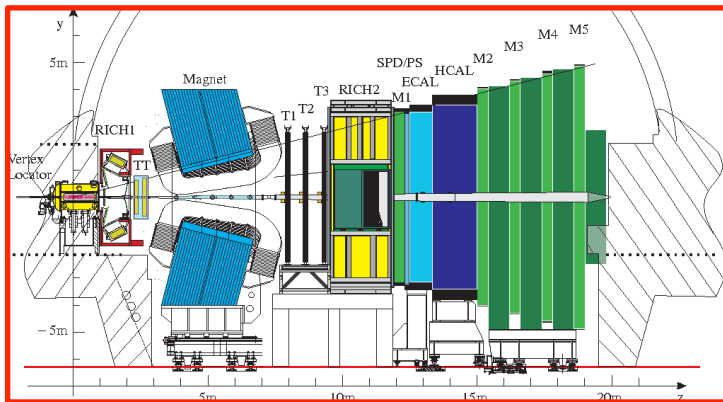 y
5m
Magnet
RICH1
Vertex
Locator
TT
T1
T2
T3
RICH2
M1
SPD/PS
ECAL
HCAL
M2
M3
M4
M5
−5m
5m
10m
15m
20m
z